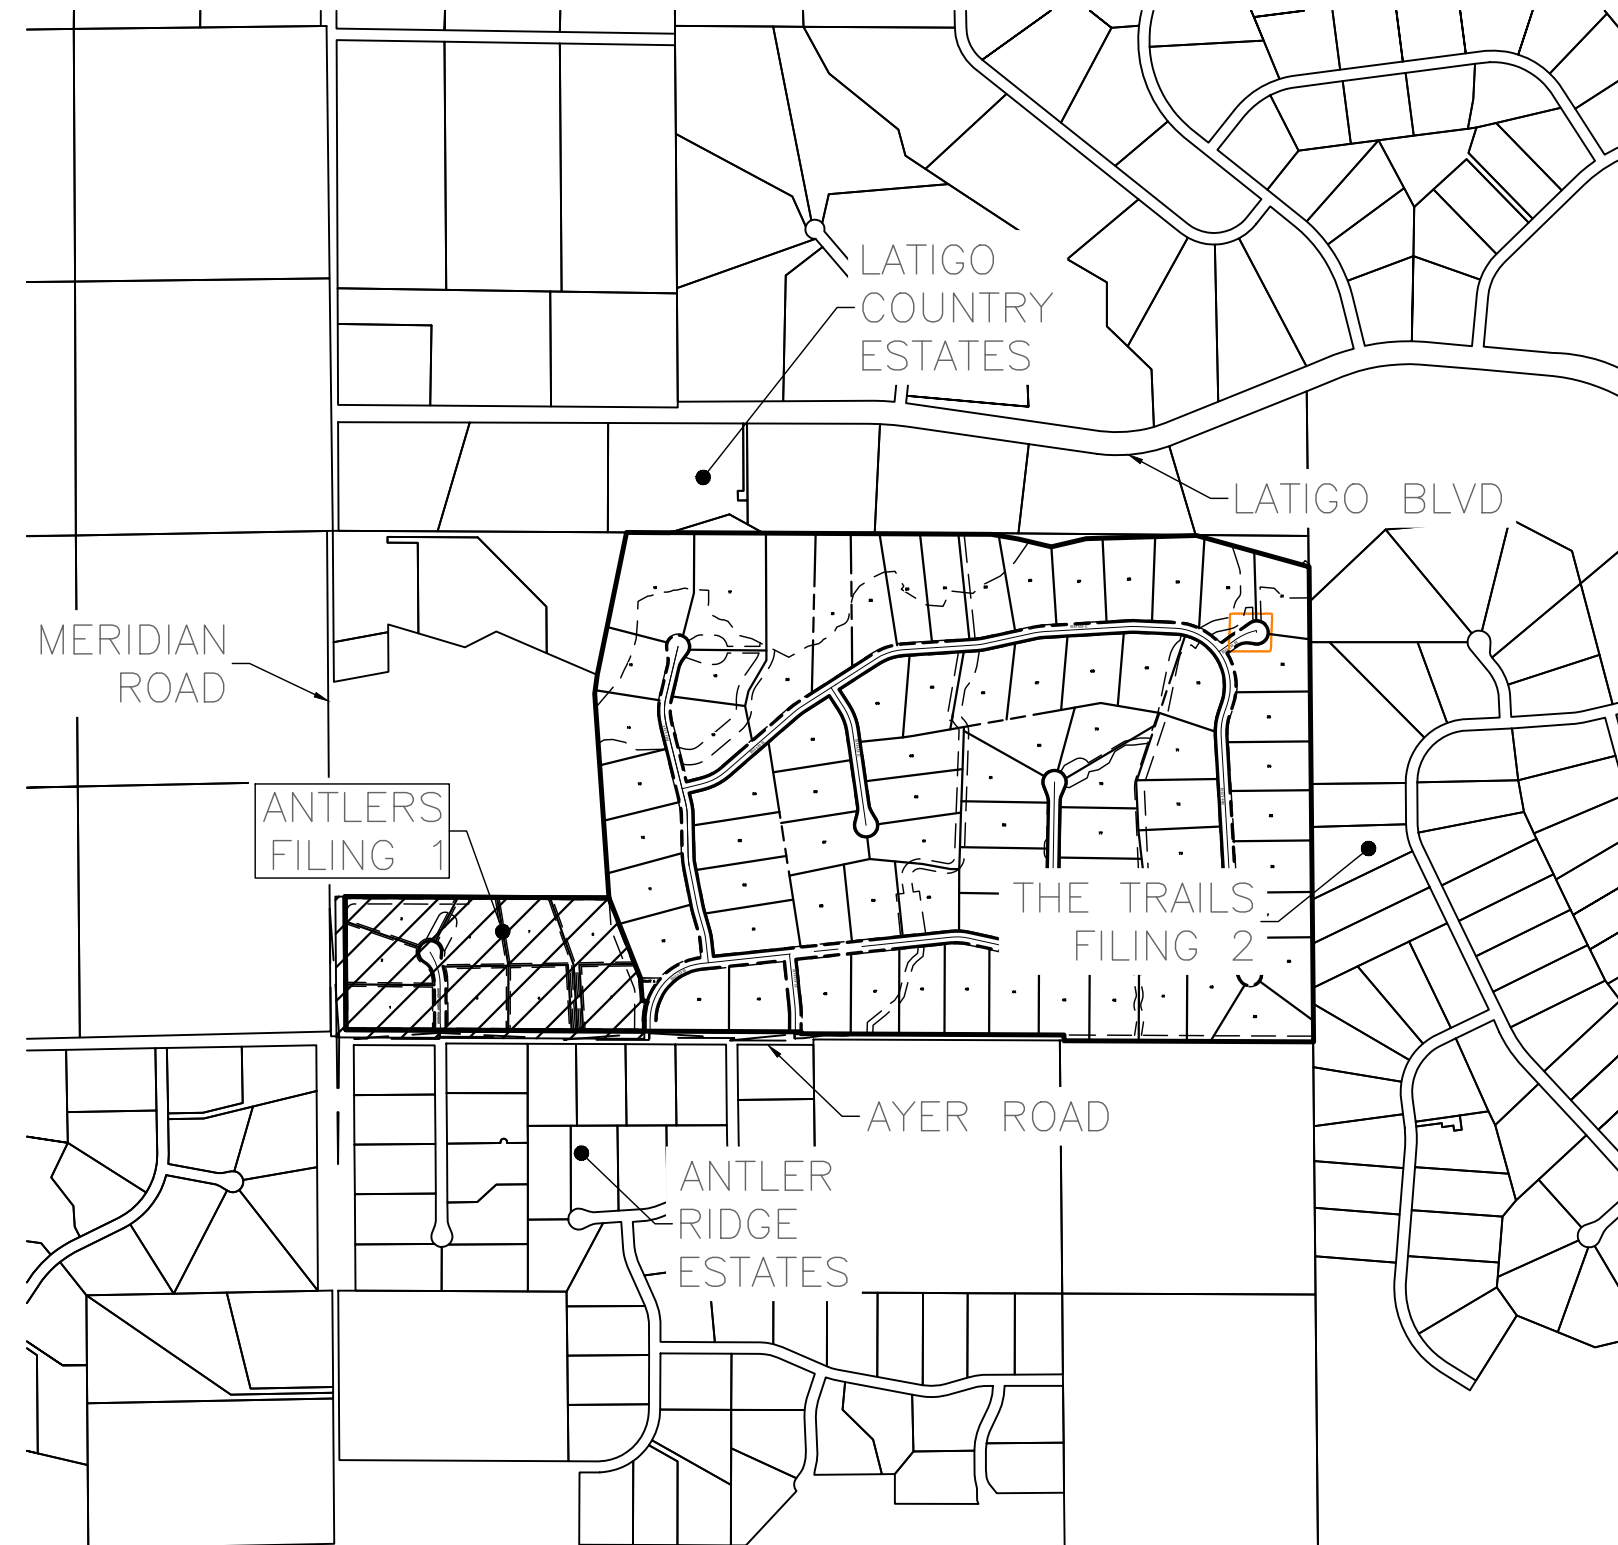 LATIGO
COUNTRY
ESTATES
LATIGO BLVD
MERIDIAN
ROAD
ANTLERS
FILING 1
THE TRAILS
FILING 2
AYER ROAD
ANTLER
RIDGE
ESTATES